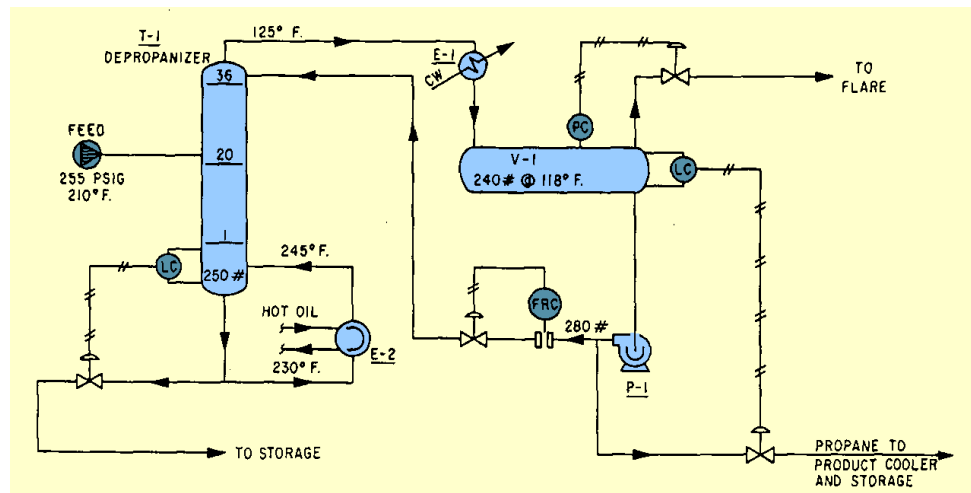 T-1
DEPROPANIZER
125° F.
E-1
CW
36
TO
FLARE
FEED
PC
20
V-1
LC
240# @ 118° F.
255 PSIG
210° F.
1
245° F.
LC
250#
HOT OIL
FRC
280#
E-2
230° F.
P-1
TO STORAGE
PROPANE TO
PRODUCT COOLER
AND STORAGE